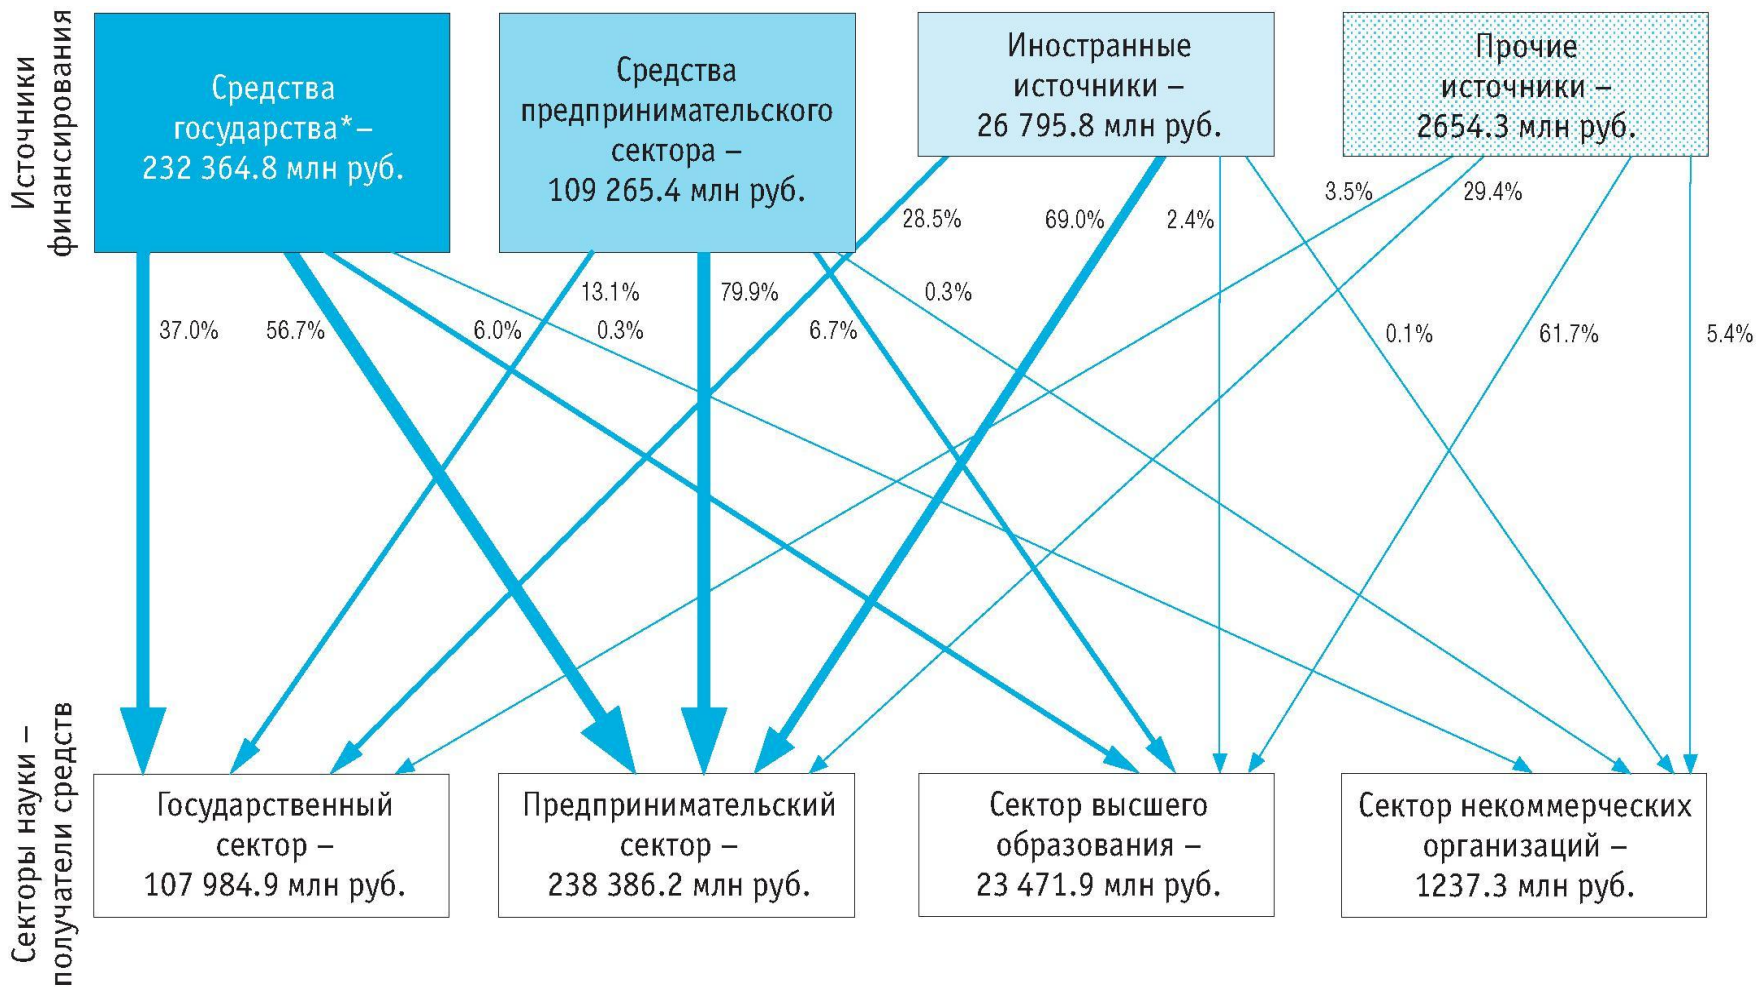 Источники
финансирования
Средства
государства*–
232 364.8 млн руб.
Средства
предпринимательского
сектора –
109 265.4 млн руб.
Иностранные
источники –
26 795.8 млн руб.
Прочие
источники –
2654.3 млн руб.
3.5%
29.4%
28.5%
69.0%
2.4%
13.1%
79.9%
0.3%
37.0%
56.7%
6.0%
0.3%
6.7%
0.1%
61.7%
5.4%
Секторы науки –
получатели средств
Государственный
сектор –
107 984.9 млн руб.
Предпринимательский
сектор –
238 386.2 млн руб.
Сектор высшего
образования –
23 471.9 млн руб.
Сектор некоммерческих
организаций –
1237.3 млн руб.